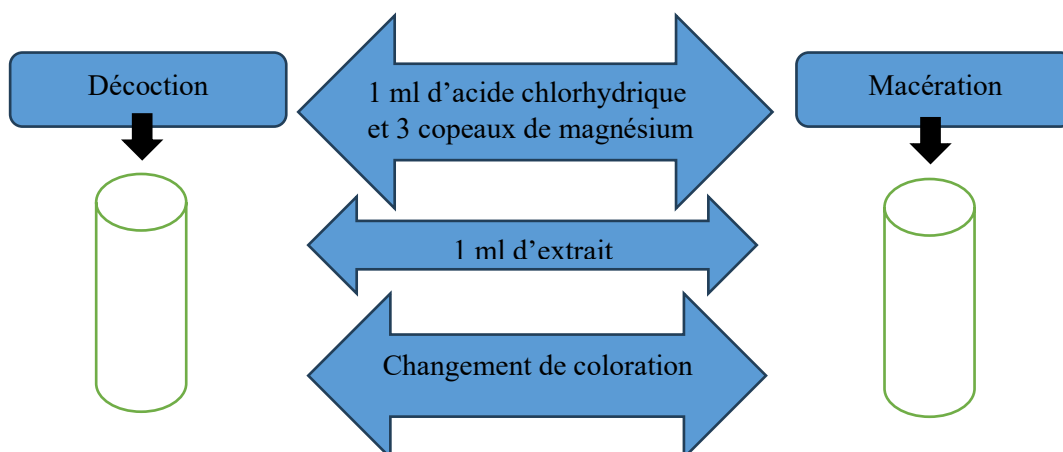 Décoction
1 ml d’acide chlorhydrique
et 3 copeaux de magnésium
Macération
1 ml d’extrait
Changement de coloration